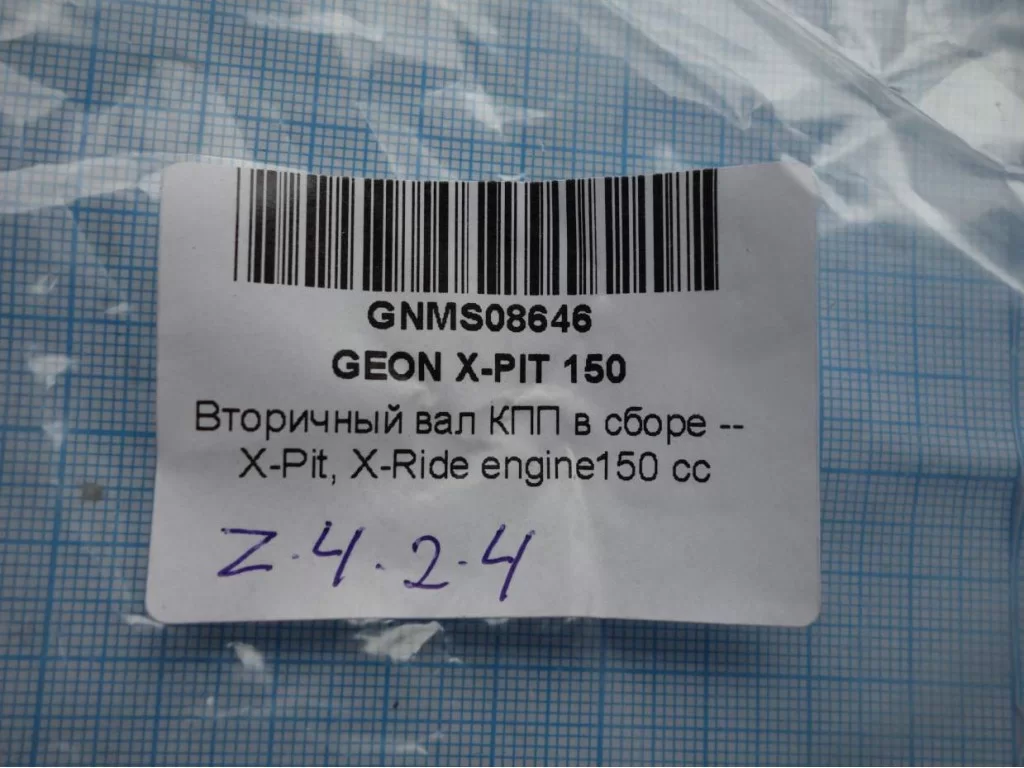 GNMS08646
GEON X-PIT 150
Вторичный вал КПП в сборе --
X-Pit, X-Ride engine150 cc
Z.4.2.4